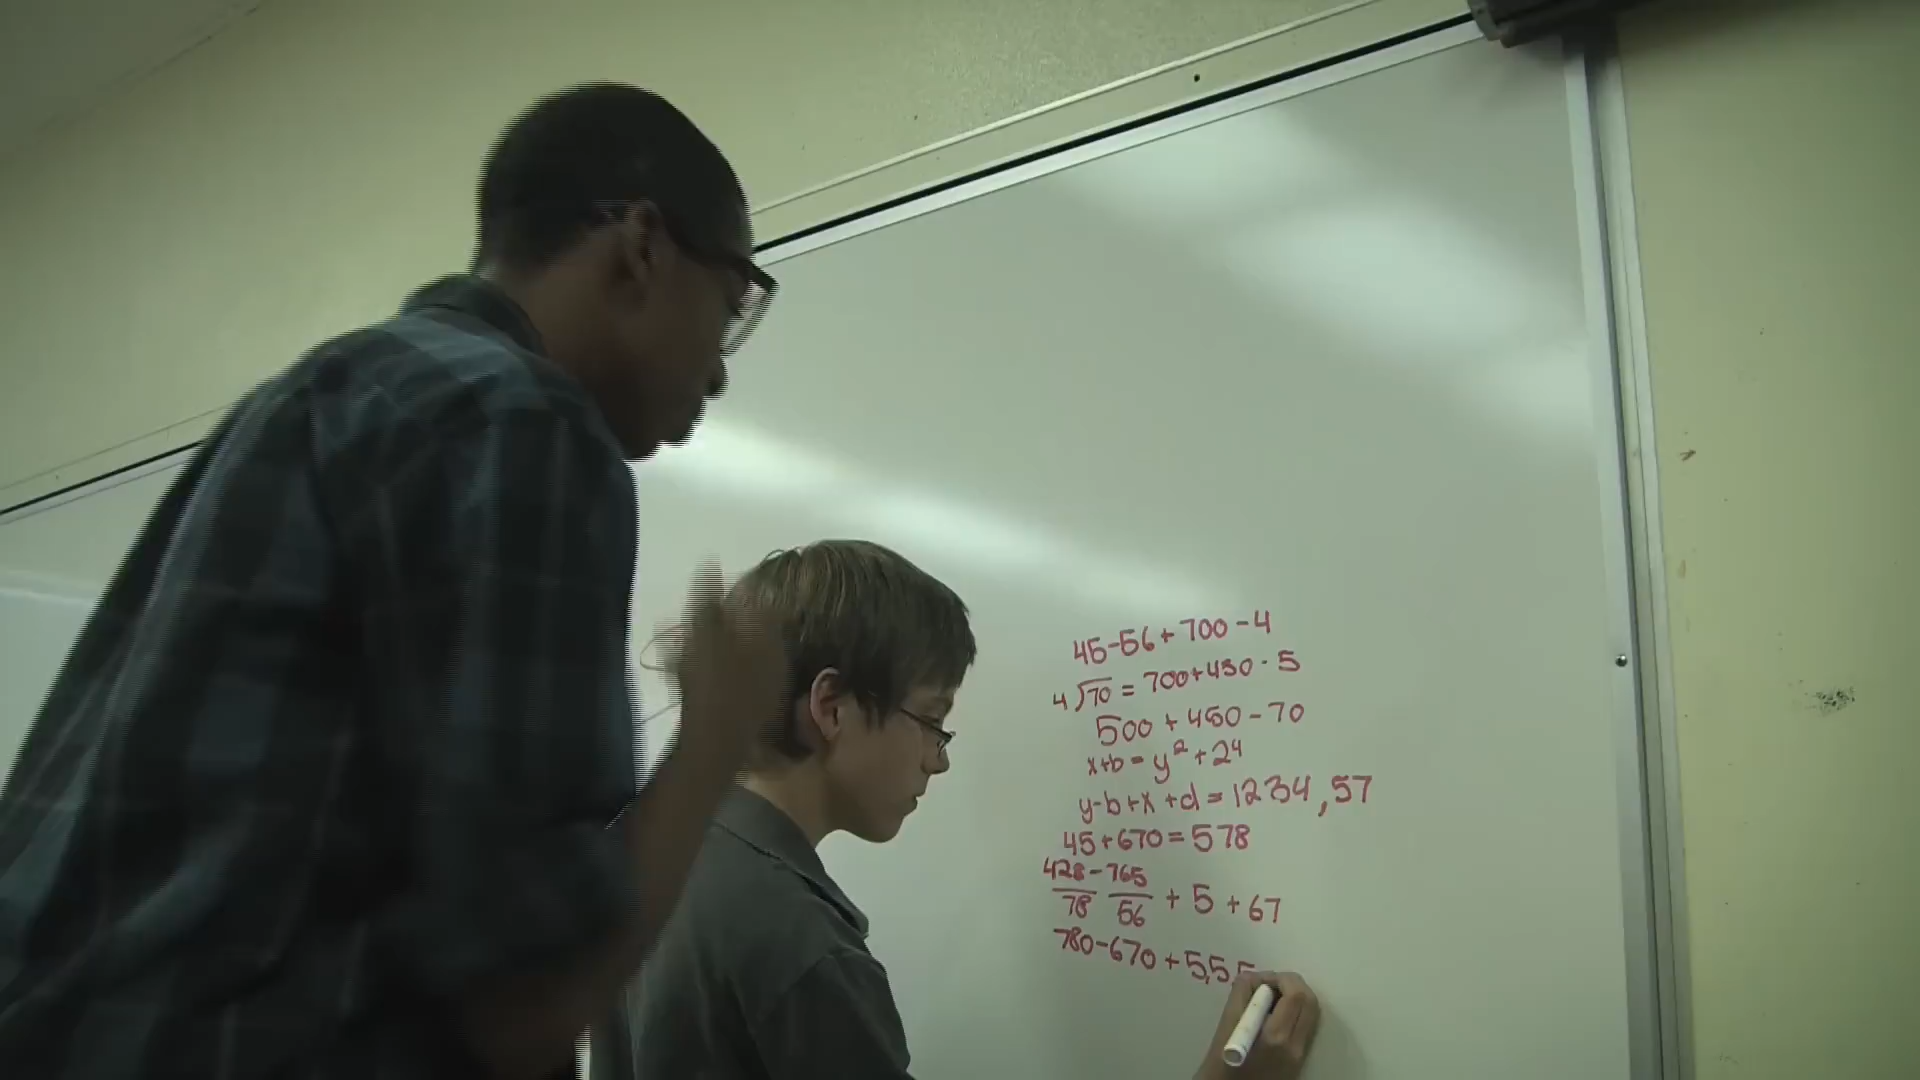 45-56+700-4
4√70 = 700+450·5
500+450-70
x+b = y²+2⁴
y-b+x+d=1234,57
45+670=578
428-765
78 56 +5+67
780-670+5,5,5